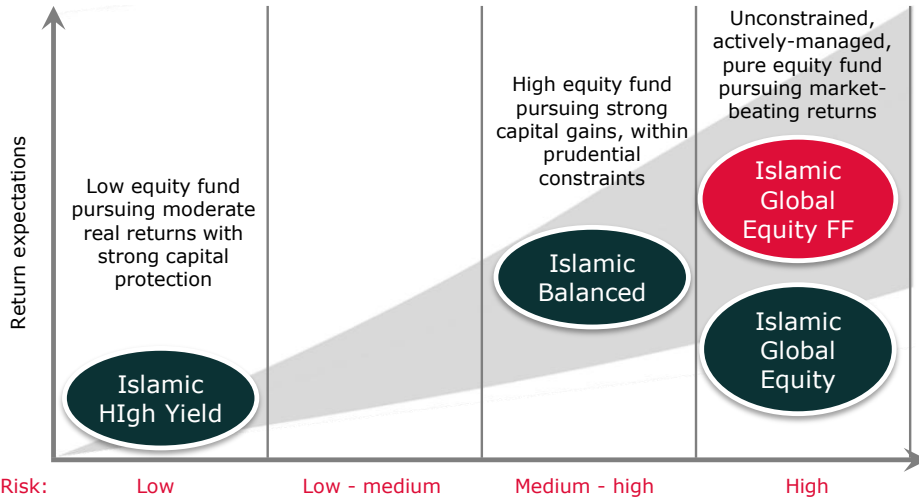 Return expectations
Low equity fund
pursuing moderate
real returns with
strong capital
protection
Islamic
HIgh Yield
High equity fund
pursuing strong
capital gains, within
prudential
constraints
Islamic
Balanced
Unconstrained,
actively-managed,
pure equity fund
pursuing market-
beating returns
Islamic
Global
Equity FF
Islamic
Global
Equity
Risk:
Low
Low - medium
Medium - high
High